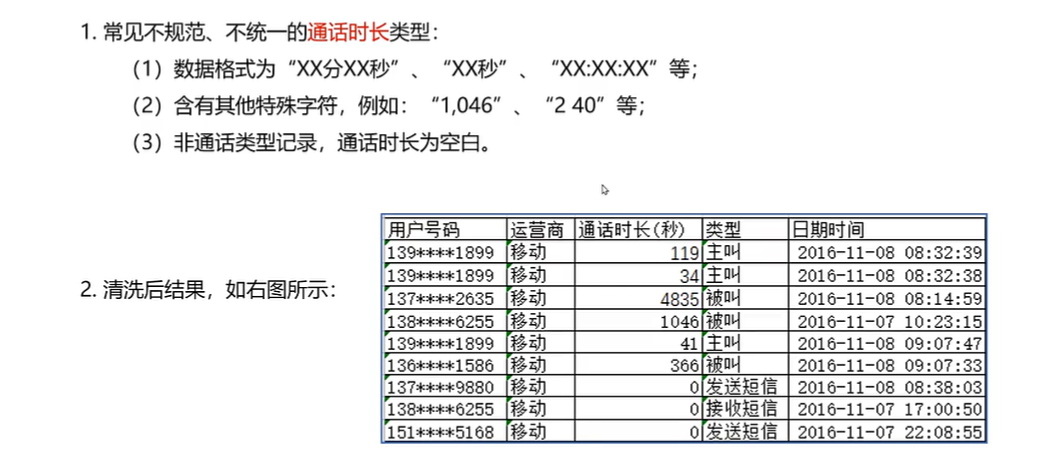 1. 常见不规范、不统一的通话时长类型：
（1）数据格式为“XX分XX秒”、“XX秒”、“XX:XX:XX”等；
（2）含有其他特殊字符，例如：“1,046”、“2 40”等；
（3）非通话类型记录，通话时长为空白。
2. 清洗后结果，如右图所示：
用户号码 运营商 通话时长(秒) 类型 日期时间
139****1899 移动 119 主叫 2016-11-08 08:32:39
139****1899 移动 34 主叫 2016-11-08 08:32:38
137****2635 移动 4835 被叫 2016-11-08 08:14:59
138****6255 移动 1046 被叫 2016-11-07 10:23:15
139****1899 移动 41 主叫 2016-11-08 09:07:47
136****1586 移动 366 被叫 2016-11-08 09:07:33
137****9880 移动 0 发送短信 2016-11-08 08:38:03
138****6255 移动 0 接收短信 2016-11-07 17:00:50
151****5168 移动 0 发送短信 2016-11-07 22:08:55